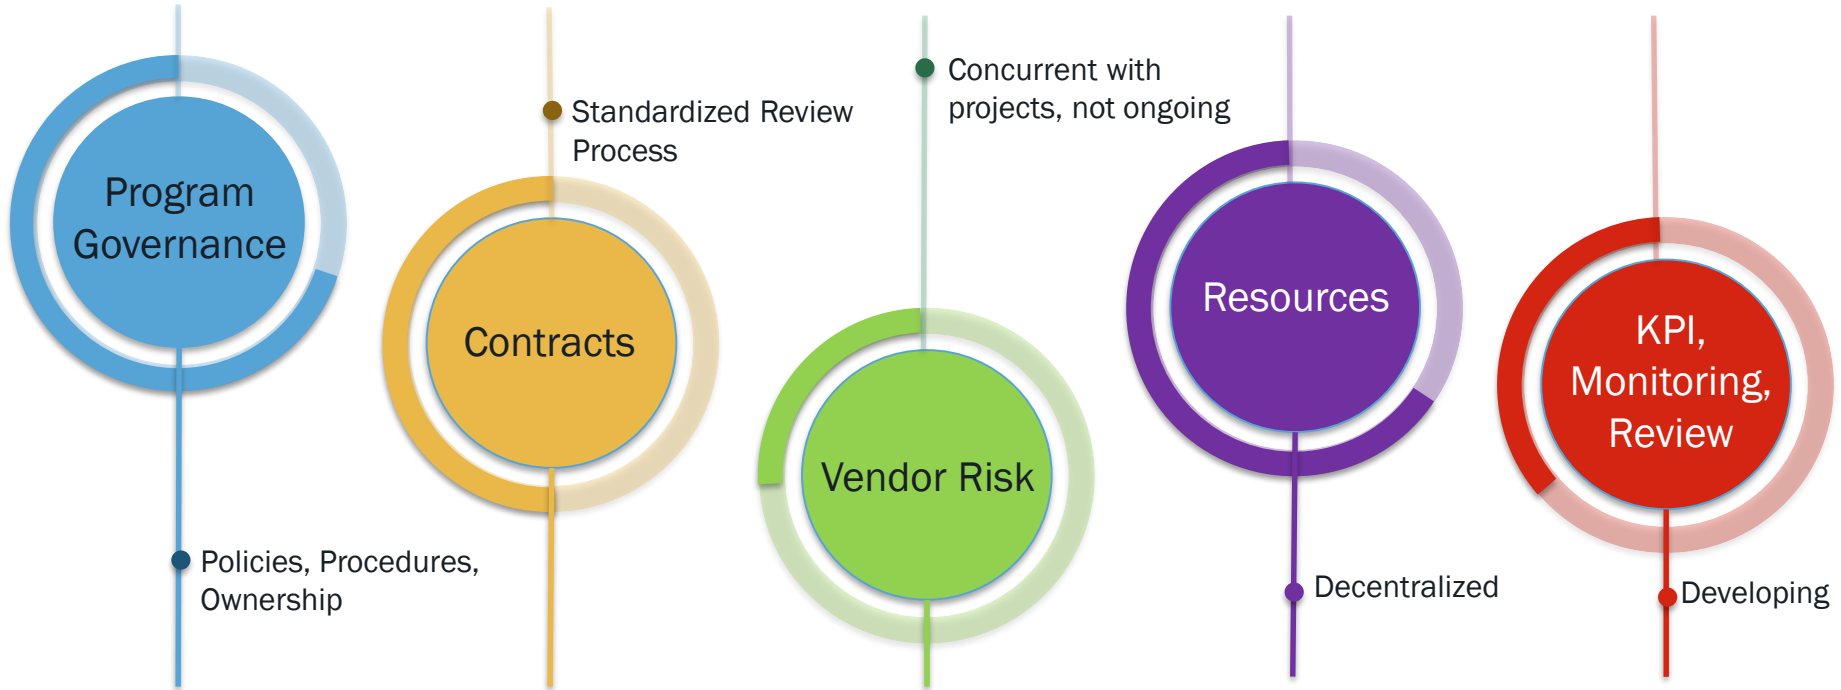 Program
Governance
Policies, Procedures,
Ownership
Standardized Review
Process
Contracts
Concurrent with
projects, not ongoing
Vendor Risk
Resources
Decentralized
KPI,
Monitoring,
Review
Developing